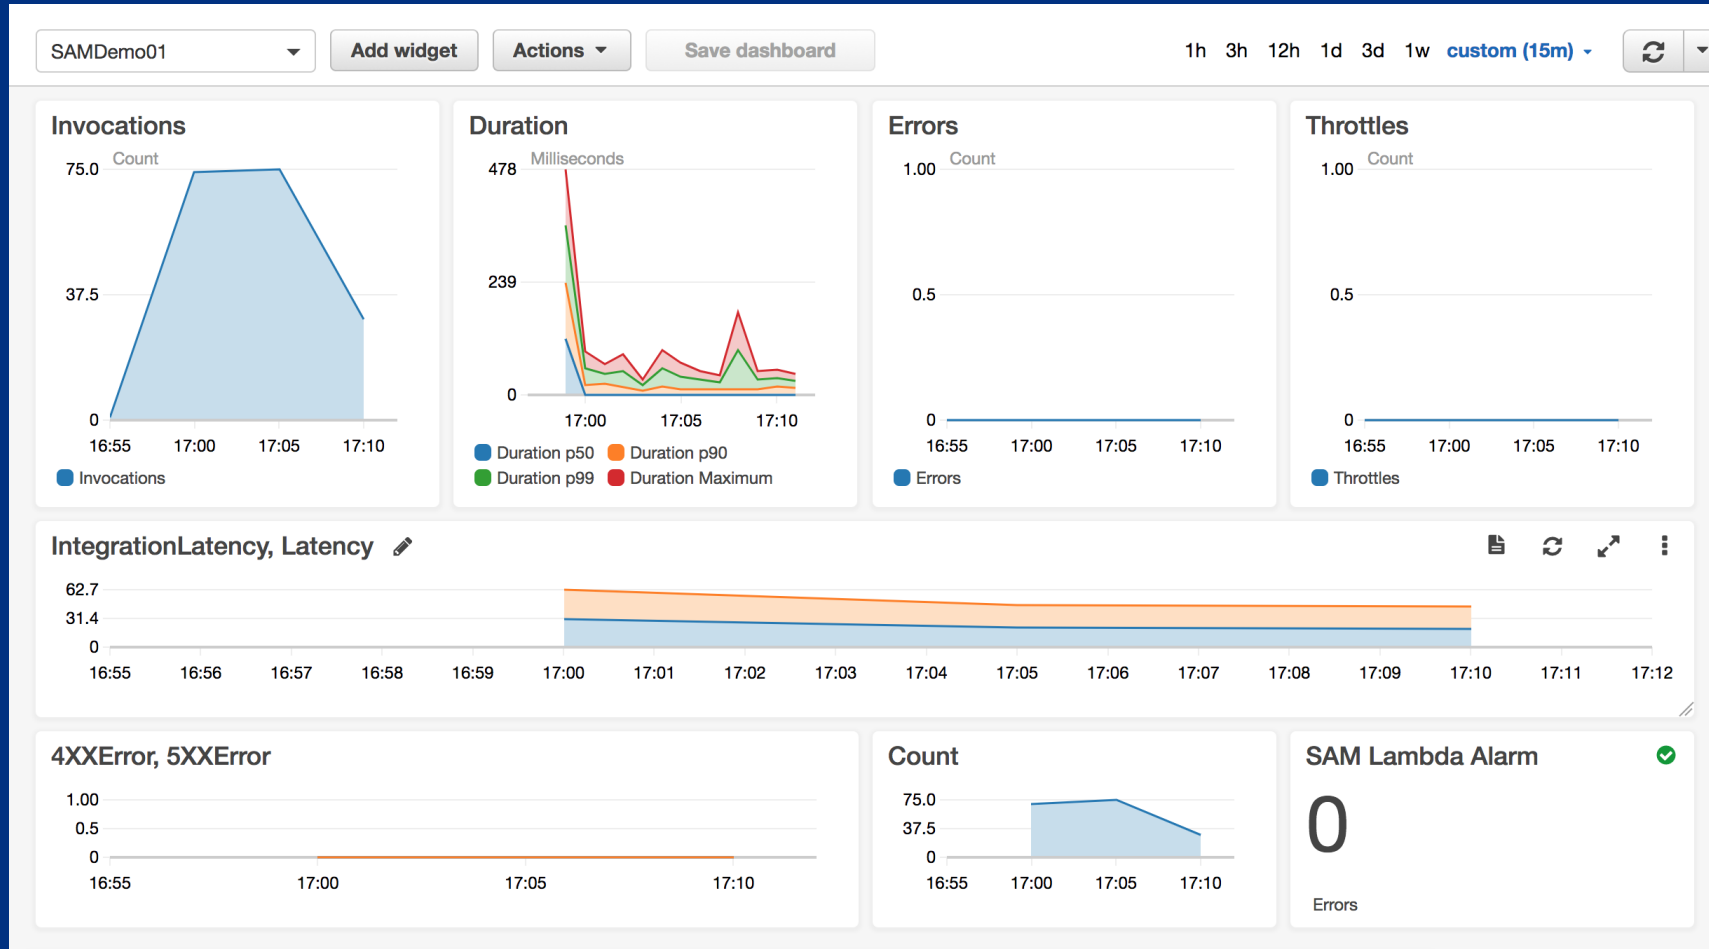 SAMDemo01 Add widget Actions Save dashboard 1h 3h 12h 1d 3d 1w custom (15m)
Invocations
Count
75.0
37.5
0
16:55 17:00 17:05 17:10
Invocations
Duration
Milliseconds
478
239
0
17:00 17:05 17:10
Duration p50 Duration p90
Duration p99 Duration Maximum
Errors
Count
1.00
0.5
0
16:55 17:00 17:05 17:10
Errors
Throttles
Count
1.00
0.5
0
16:55 17:00 17:05 17:10
Throttles
IntegrationLatency, Latency
62.7
31.4
0
16:55 16:56 16:57 16:58 16:59 17:00 17:01 17:02 17:03 17:04 17:05 17:06 17:07 17:08 17:09 17:10 17:11 17:12
4XXError, 5XXError
1.00
0.5
0
16:55 17:00 17:05 17:10
Count
75.0
37.5
0
16:55 17:00 17:05 17:10
SAM Lambda Alarm
0
Errors